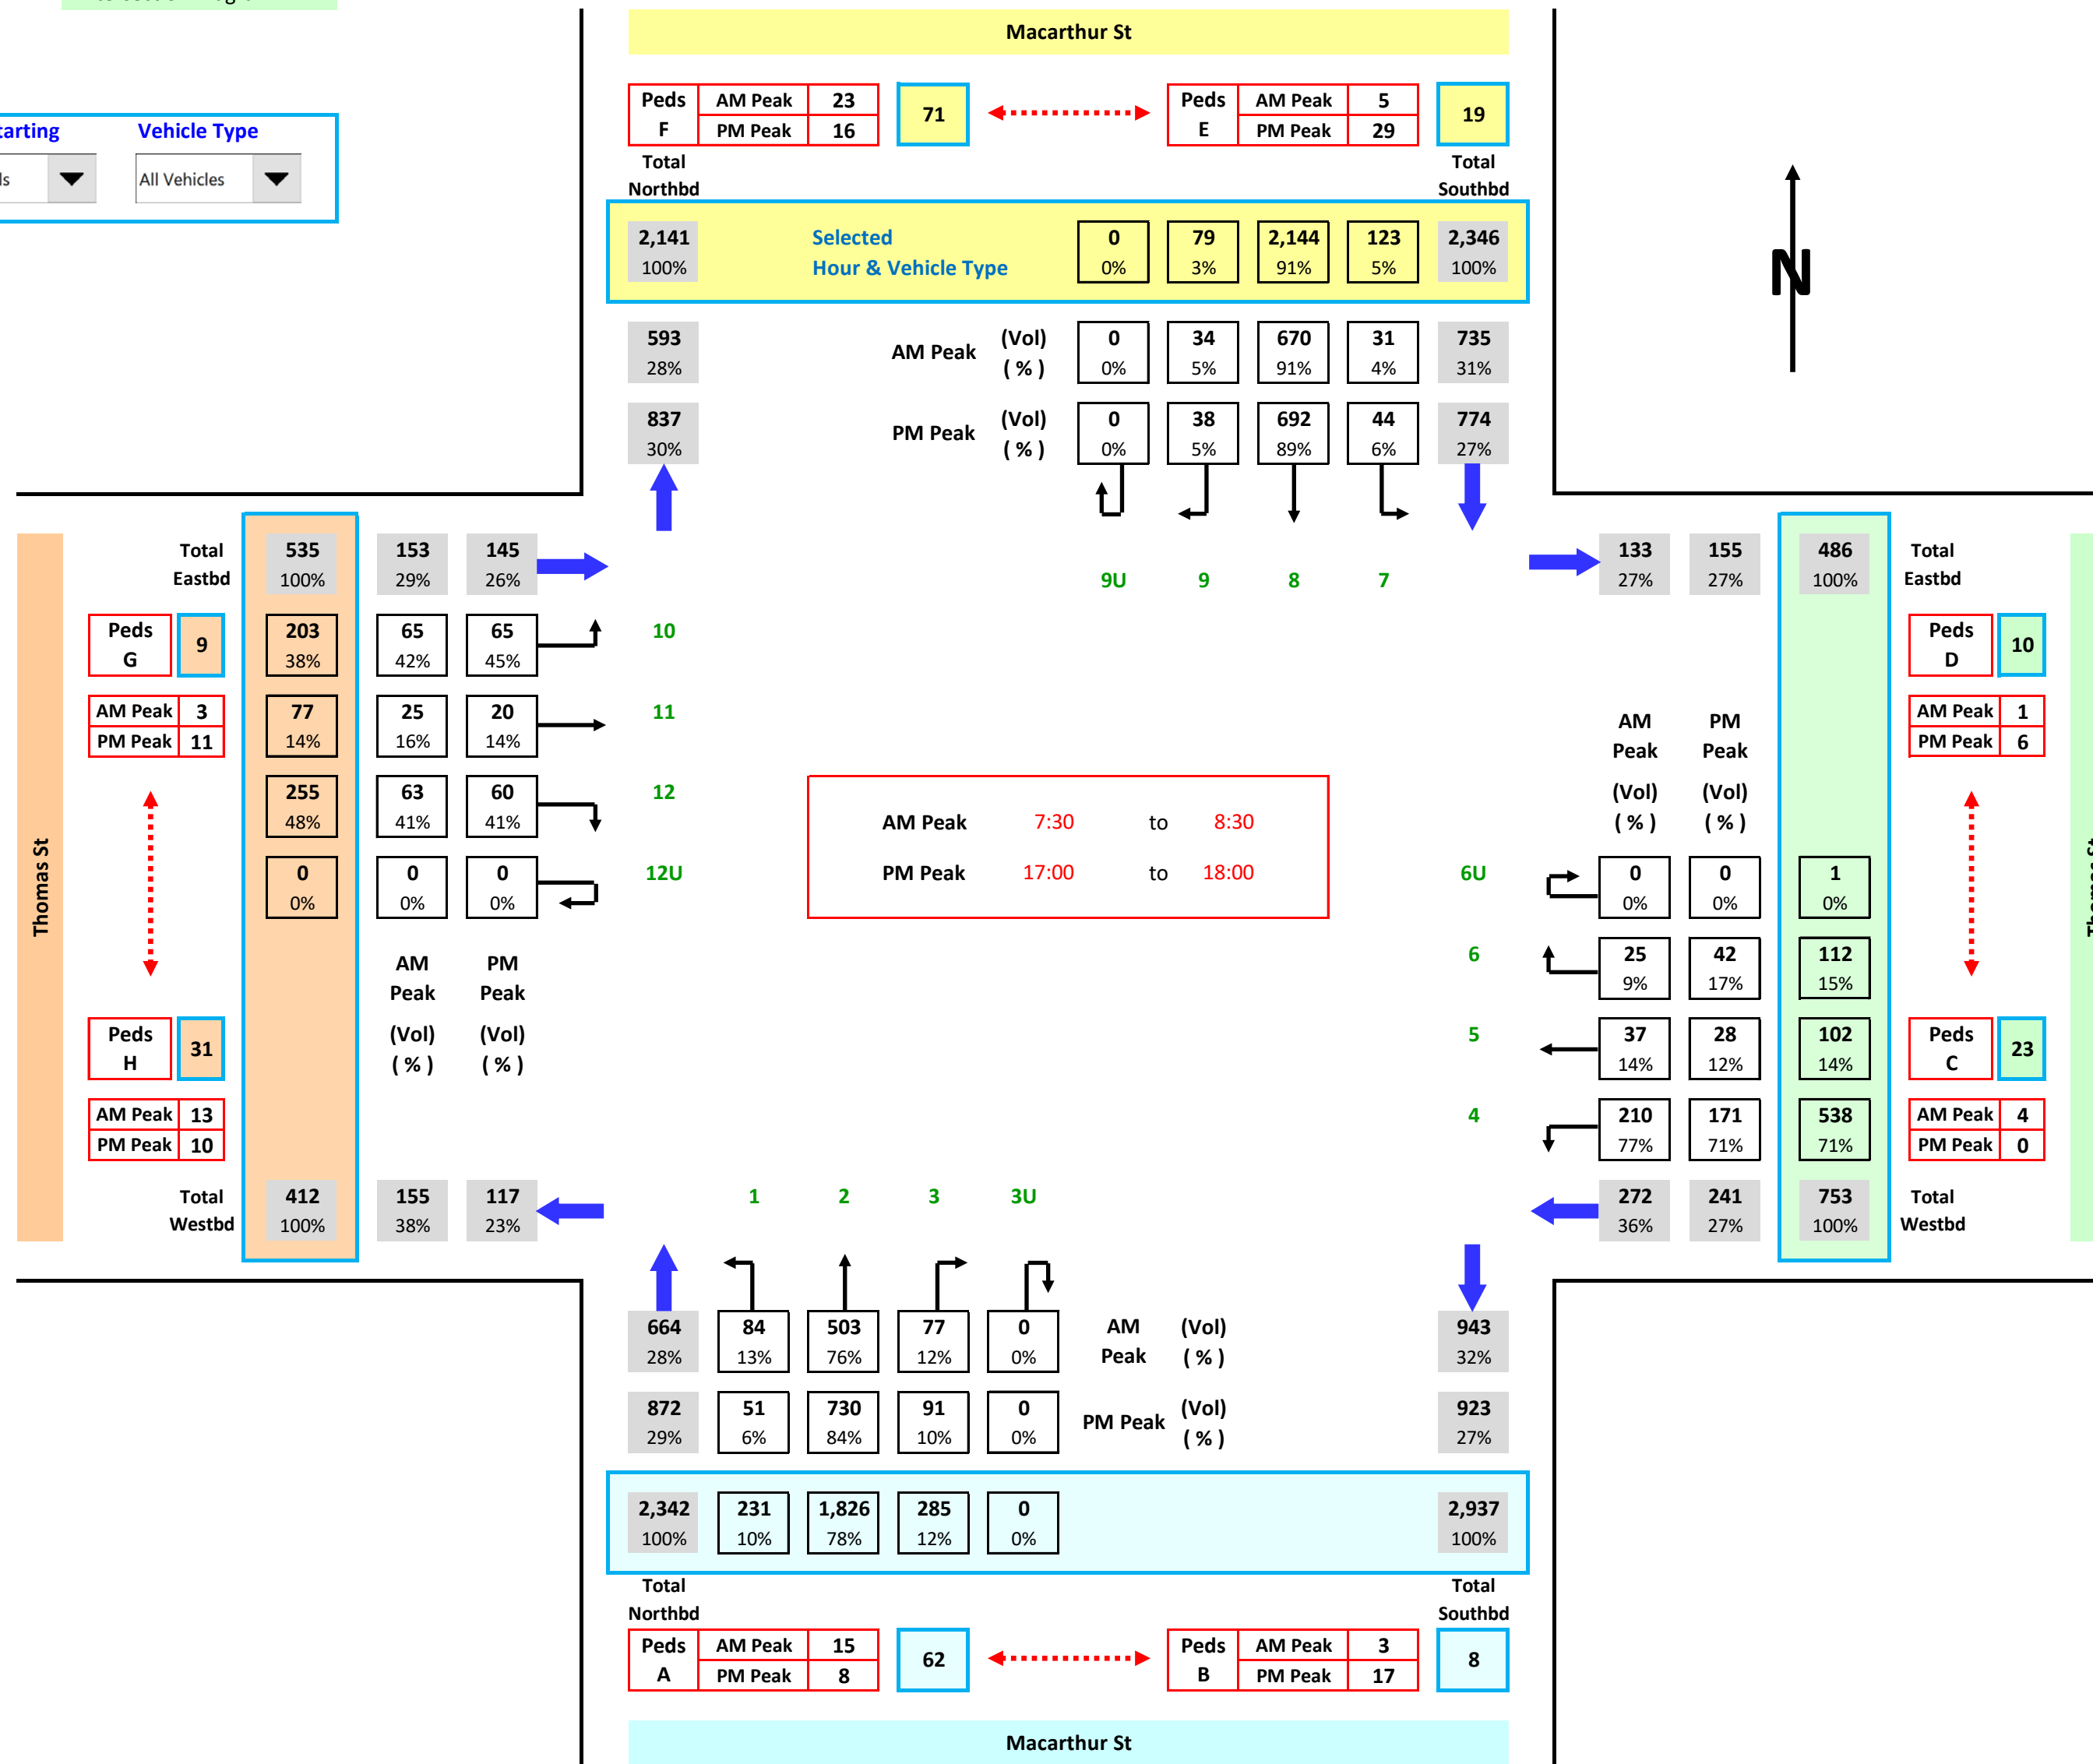 Macarthur St
Peds F AM Peak 23 71 Peds E AM Peak 5 19
PM Peak 16 PM Peak 29
Starting Vehicle Type
All Vehicles
Total Northbd Total Southbd
2,141 Selected 0 79 2,144 123 2,346
100% Hour & Vehicle Type 0% 3% 91% 5% 100%
N
593 AM Peak (Vol) 0 34 670 31 735
28% ( % ) 0% 5% 91% 4% 31%
837 PM Peak (Vol) 0 38 692 44 774
30% ( % ) 0% 5% 89% 6% 27%
Total 535 153 145 133 155 486 Total
Eastbd 100% 29% 26% 9U 9 8 7 27% 27% 100% Eastbd
Peds G 9 203 65 65 10 Peds D 10
38% 42% 45%
AM Peak 3 77 25 20 11 AM Peak 1
PM Peak 11 14% 16% 14% AM Peak PM Peak PM Peak 6
255 63 60 12 (Vol) (Vol)
48% 41% 41% AM Peak 7:30 to 8:30 ( % ) ( % )
Thomas St
0 0 0 12U PM Peak 17:00 to 18:00 6U 0 0 1
0% 0% 0% 0% 0% 0%
AM Peak PM Peak 6 25 42 112
9% 17% 15%
Peds H 31 (Vol) (Vol) 5 37 28 102 Peds C 23
( % ) ( % ) 14% 12% 14%
AM Peak 13 4 210 171 538 AM Peak 4
PM Peak 10 77% 71% 71% PM Peak 0
Total 412 155 117 1 2 3 3U 272 241 753 Total
Westbd 100% 38% 23% 36% 27% 100% Westbd
664 84 503 77 0 AM (Vol) 943
28% 13% 76% 12% 0% Peak ( % ) 32%
872 51 730 91 0 PM Peak (Vol) 923
29% 6% 84% 10% 0% ( % ) 27%
2,342 231 1,826 285 0 2,937
100% 10% 78% 12% 0% 100%
Total Total
Northbd Southbd
Peds A AM Peak 15 62 Peds B AM Peak 3 8
PM Peak 8 PM Peak 17
Macarthur St